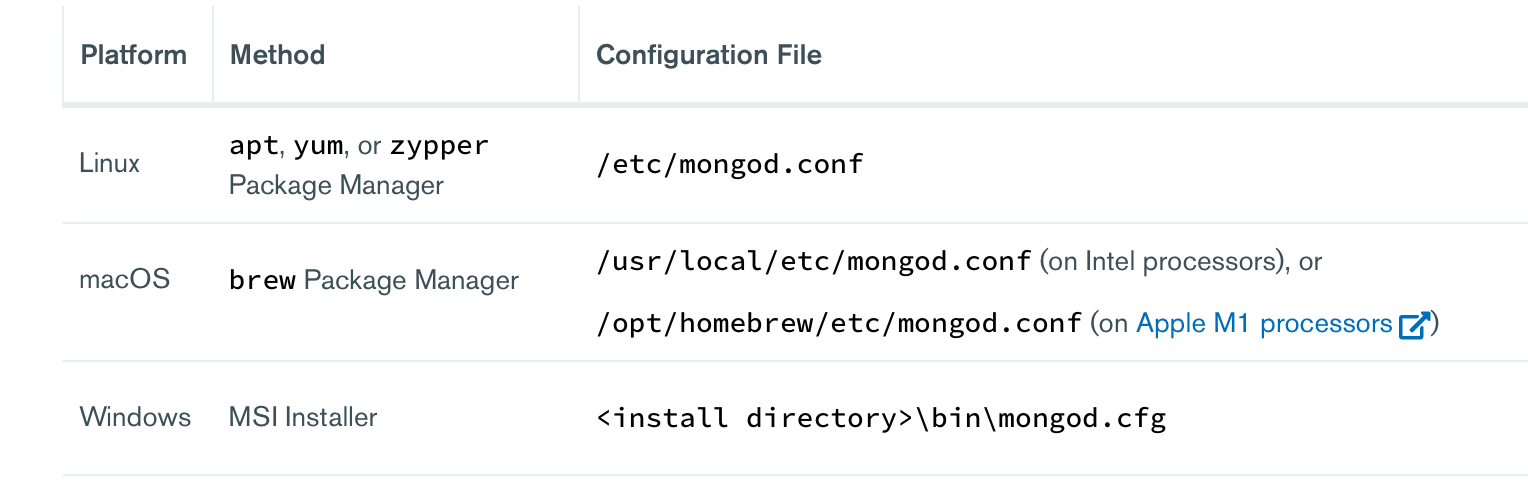 Platform Method Configuration File
Linux apt, yum, or zypper Package Manager /etc/mongod.conf
macOS brew Package Manager /usr/local/etc/mongod.conf (on Intel processors), or
/opt/homebrew/etc/mongod.conf (on Apple M1 processors)
Windows MSI Installer <install directory>\bin\mongod.cfg